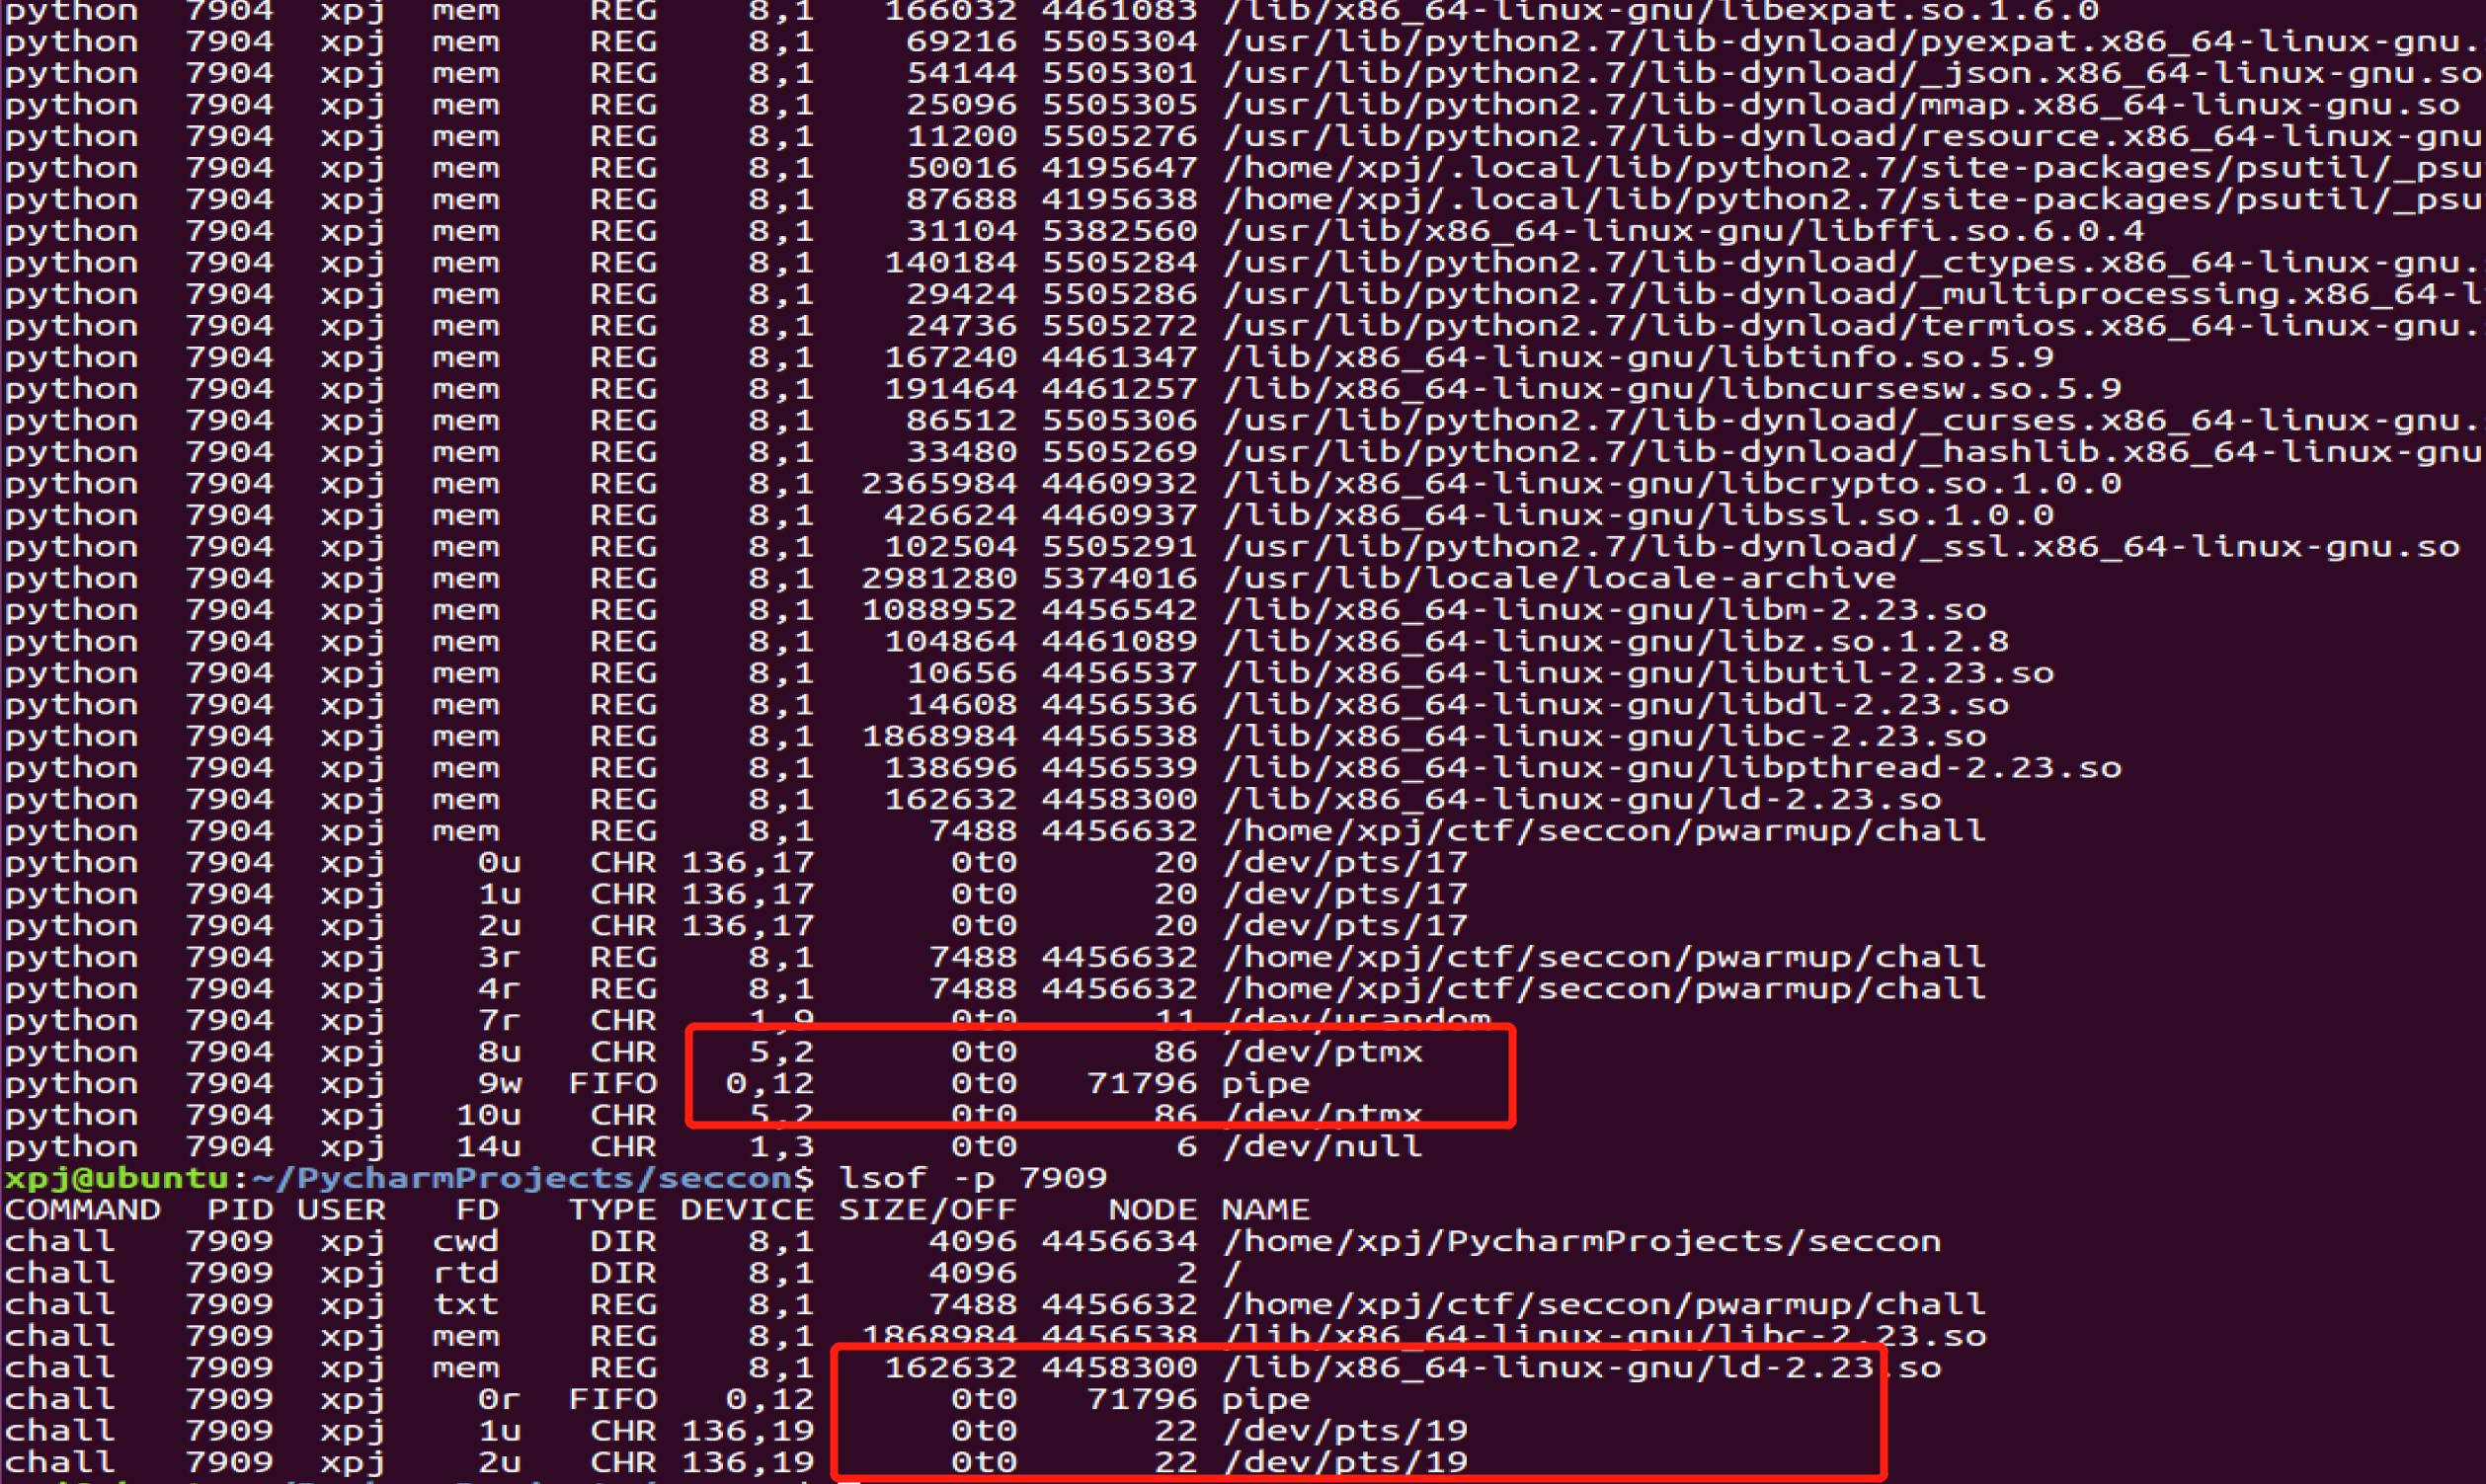 python 7904 xpj mem REG 8,1 166032 4461083 /lib/x86_64-linux-gnu/libexpat.so.1.6.0
python 7904 xpj mem REG 8,1 69216 5505304 /usr/lib/python2.7/lib-dynload/pyexpat.x86_64-linux-gnu.
python 7904 xpj mem REG 8,1 54144 5505301 /usr/lib/python2.7/lib-dynload/_json.x86_64-linux-gnu.so
python 7904 xpj mem REG 8,1 25096 5505305 /usr/lib/python2.7/lib-dynload/mmap.x86_64-linux-gnu.so
python 7904 xpj mem REG 8,1 11200 5505276 /usr/lib/python2.7/lib-dynload/resource.x86_64-linux-gnu
python 7904 xpj mem REG 8,1 50016 4195647 /home/xpj/.local/lib/python2.7/site-packages/psutil/_psu
python 7904 xpj mem REG 8,1 87688 4195638 /home/xpj/.local/lib/python2.7/site-packages/psutil/_psu
python 7904 xpj mem REG 8,1 31104 5382560 /usr/lib/x86_64-linux-gnu/libffi.so.6.0.4
python 7904 xpj mem REG 8,1 140184 5505284 /usr/lib/python2.7/lib-dynload/_ctypes.x86_64-linux-gnu.
python 7904 xpj mem REG 8,1 29424 5505286 /usr/lib/python2.7/lib-dynload/_multiprocessing.x86_64-l
python 7904 xpj mem REG 8,1 24736 5505272 /usr/lib/python2.7/lib-dynload/termios.x86_64-linux-gnu.
python 7904 xpj mem REG 8,1 167240 4461347 /lib/x86_64-linux-gnu/libtinfo.so.5.9
python 7904 xpj mem REG 8,1 191464 4461257 /lib/x86_64-linux-gnu/libncursesw.so.5.9
python 7904 xpj mem REG 8,1 86512 5505306 /usr/lib/python2.7/lib-dynload/_curses.x86_64-linux-gnu.
python 7904 xpj mem REG 8,1 33480 5505269 /usr/lib/python2.7/lib-dynload/_hashlib.x86_64-linux-gnu
python 7904 xpj mem REG 8,1 2365984 4460932 /lib/x86_64-linux-gnu/libcrypto.so.1.0.0
python 7904 xpj mem REG 8,1 426624 4460937 /lib/x86_64-linux-gnu/libssl.so.1.0.0
python 7904 xpj mem REG 8,1 102504 5505291 /usr/lib/python2.7/lib-dynload/_ssl.x86_64-linux-gnu.so
python 7904 xpj mem REG 8,1 2981280 5374016 /usr/lib/locale/locale-archive
python 7904 xpj mem REG 8,1 1088952 4456542 /lib/x86_64-linux-gnu/libm-2.23.so
python 7904 xpj mem REG 8,1 104864 4461089 /lib/x86_64-linux-gnu/libz.so.1.2.8
python 7904 xpj mem REG 8,1 10656 4456537 /lib/x86_64-linux-gnu/libutil-2.23.so
python 7904 xpj mem REG 8,1 14608 4456536 /lib/x86_64-linux-gnu/libdl-2.23.so
python 7904 xpj mem REG 8,1 1868984 4456538 /lib/x86_64-linux-gnu/libc-2.23.so
python 7904 xpj mem REG 8,1 138696 4456539 /lib/x86_64-linux-gnu/libpthread-2.23.so
python 7904 xpj mem REG 8,1 162632 4458300 /lib/x86_64-linux-gnu/ld-2.23.so
python 7904 xpj mem REG 8,1 7488 4456632 /home/xpj/ctf/seccon/pwarmup/chall
python 7904 xpj 0u CHR 136,17 0t0 20 /dev/pts/17
python 7904 xpj 1u CHR 136,17 0t0 20 /dev/pts/17
python 7904 xpj 2u CHR 136,17 0t0 20 /dev/pts/17
python 7904 xpj 3r REG 8,1 7488 4456632 /home/xpj/ctf/seccon/pwarmup/chall
python 7904 xpj 4r REG 8,1 7488 4456632 /home/xpj/ctf/seccon/pwarmup/chall
python 7904 xpj 7r CHR 1,9 0t0 11 /dev/urandom
python 7904 xpj 8u CHR 5,2 0t0 86 /dev/ptmx
python 7904 xpj 9w FIFO 0,12 0t0 71796 pipe
python 7904 xpj 10u CHR 5,2 0t0 86 /dev/ptmx
python 7904 xpj 14u CHR 1,3 0t0 6 /dev/null
xpj@ubuntu:~/PycharmProjects/seccon$ lsof -p 7909
COMMAND PID USER FD TYPE DEVICE SIZE/OFF NODE NAME
chall 7909 xpj cwd DIR 8,1 4096 4456634 /home/xpj/PycharmProjects/seccon
chall 7909 xpj rtd DIR 8,1 4096 2 /
chall 7909 xpj txt REG 8,1 7488 4456632 /home/xpj/ctf/seccon/pwarmup/chall
chall 7909 xpj mem REG 8,1 1868984 4456538 /lib/x86_64-linux-gnu/libc-2.23.so
chall 7909 xpj mem REG 8,1 162632 4458300 /lib/x86_64-linux-gnu/ld-2.23.so
chall 7909 xpj 0r FIFO 0,12 0t0 71796 pipe
chall 7909 xpj 1u CHR 136,19 0t0 22 /dev/pts/19
chall 7909 xpj 2u CHR 136,19 0t0 22 /dev/pts/19